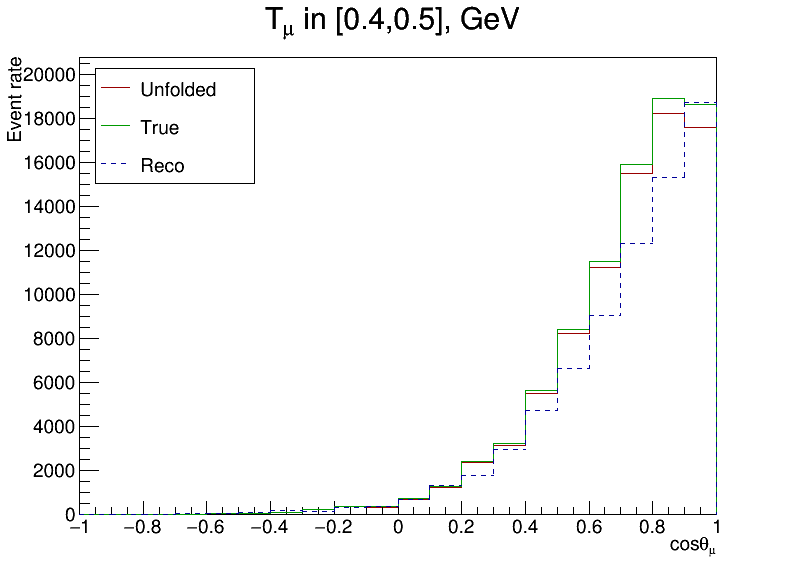 T_μ in [0.4,0.5], GeV
Event rate
20000
18000
16000
14000
12000
10000
8000
6000
4000
2000
0
Unfolded
True
Reco
−1 −0.8 −0.6 −0.4 −0.2 0 0.2 0.4 0.6 0.8 1
cosθ_μ